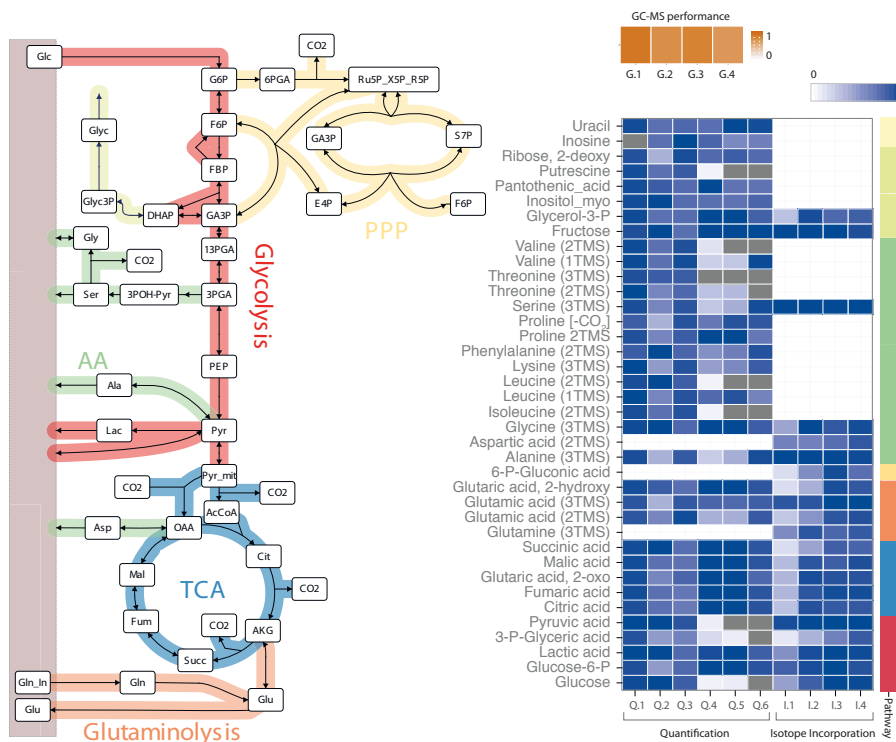 Glc
G6P
6PGA
CO2
Ru5P_X5P_R5P
F6P
GA3P
S7P
Glyc
FBP
Glyc3P
DHAP
GA3P
E4P
F6P
PPP
Gly
CO2
13PGA
Glycolysis
Ser
3POH-Pyr
3PGA
AA
PEP
Ala
Lac
Pyr
CO2
Pyr_mit
CO2
AcCoA
Asp
OAA
Cit
Mal
TCA
CO2
Fum
CO2
AKG
Succ
Gln_In
Gln
Glu
Glu
Glutaminolysis
GC-MS performance
1
0
G.1 G.2 G.3 G.4
0
Uracil
Inosine
Ribose, 2-deoxy
Putrescine
Pantothenic_acid
Inositol_myo
Glycerol-3-P
Fructose
Valine (2TMS)
Valine (1TMS)
Threonine (3TMS)
Threonine (2TMS)
Serine (3TMS)
Proline [-CO₂]
Proline 2TMS
Phenylalanine (2TMS)
Lysine (3TMS)
Leucine (2TMS)
Leucine (1TMS)
Isoleucine (2TMS)
Glycine (3TMS)
Aspartic acid (2TMS)
Alanine (3TMS)
6-P-Gluconic acid
Glutaric acid, 2-hydroxy
Glutamic acid (3TMS)
Glutamic acid (2TMS)
Glutamine (3TMS)
Succinic acid
Malic acid
Glutaric acid, 2-oxo
Fumaric acid
Citric acid
Pyruvic acid
3-P-Glyceric acid
Lactic acid
Glucose-6-P
Glucose
Q.1 Q.2 Q.3 Q.4 Q.5 Q.6 I.1 I.2 I.3 I.4
Quantification Isotope Incorporation
Pathway